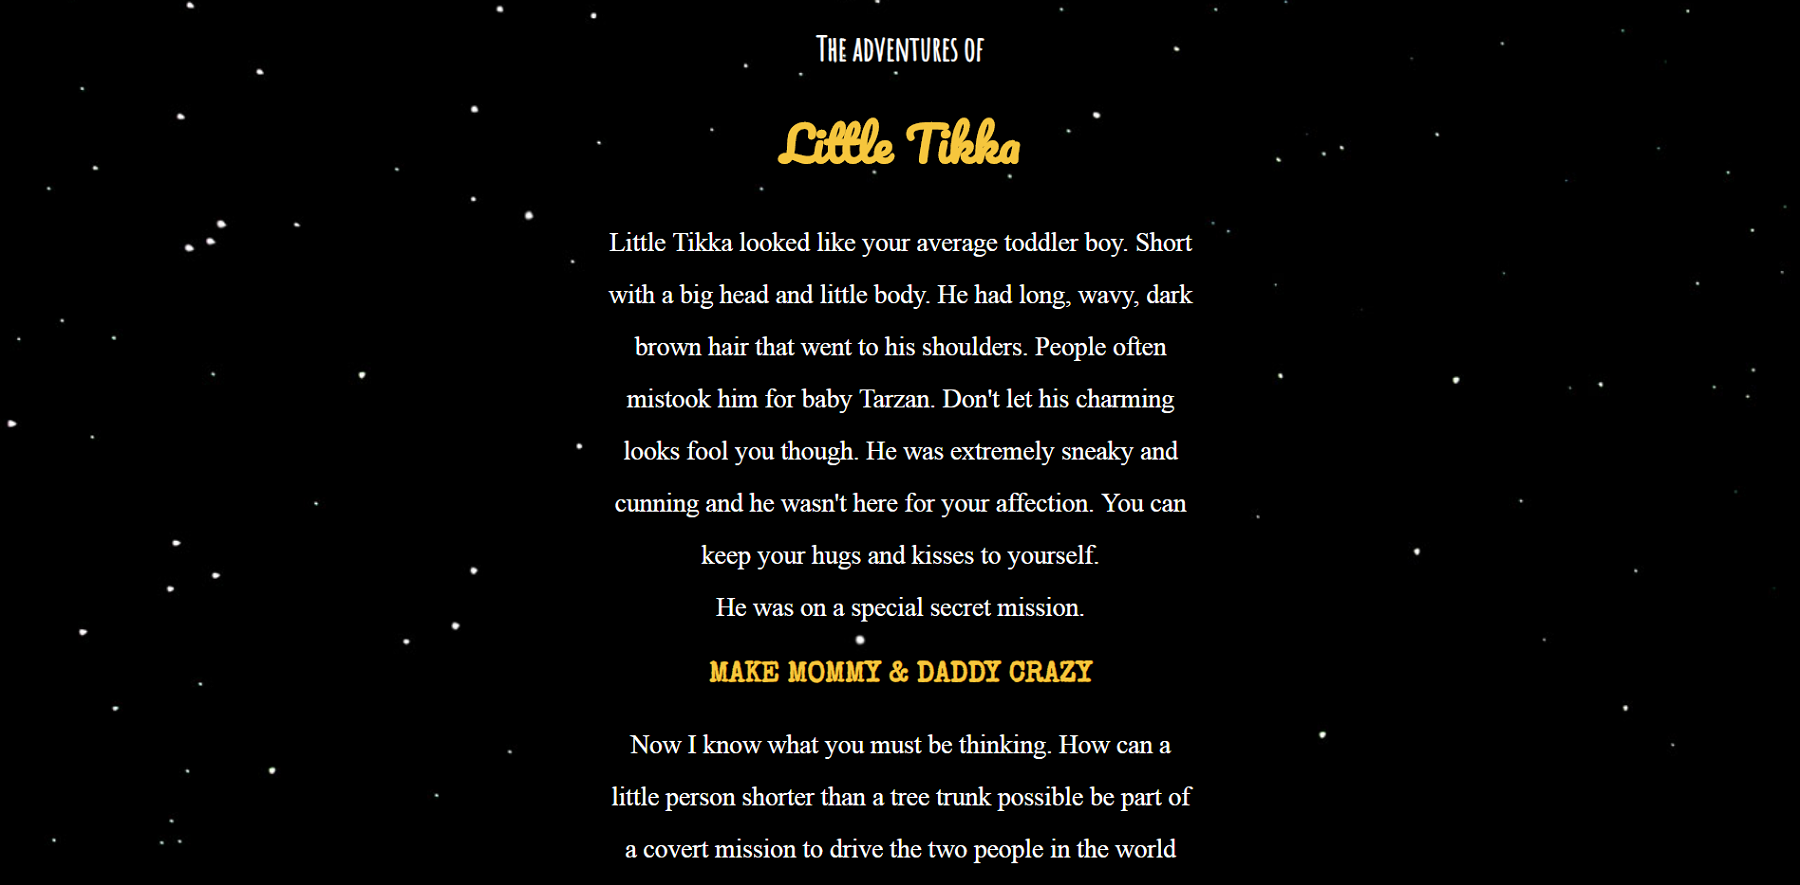 The adventures of
Little Tikka
Little Tikka looked like your average toddler boy. Short
with a big head and little body. He had long, wavy, dark
brown hair that went to his shoulders. People often
mistook him for baby Tarzan. Don't let his charming
looks fool you though. He was extremely sneaky and
cunning and he wasn't here for your affection. You can
keep your hugs and kisses to yourself.
He was on a special secret mission.
MAKE MOMMY & DADDY CRAZY
Now I know what you must be thinking. How can a
little person shorter than a tree trunk possible be part of
a covert mission to drive the two people in the world